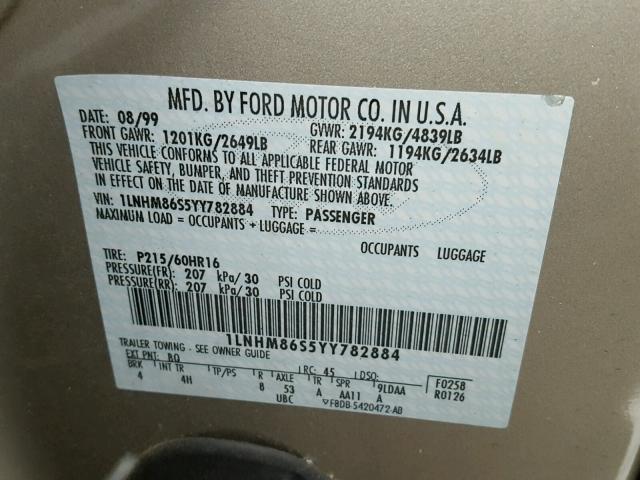 MFD. BY FORD MOTOR CO. IN U.S.A.
DATE: 08/99 GVWR: 2194KG/4839LB
FRONT GAWR: 1201KG/2649LB REAR GAWR: 1194KG/2634LB
THIS VEHICLE CONFORMS TO ALL APPLICABLE FEDERAL MOTOR
VEHICLE SAFETY, BUMPER, AND THEFT PREVENTION STANDARDS
IN EFFECT ON THE DATE OF MANUFACTURE SHOWN ABOVE.
VIN: 1LNHM86S5YY782884 TYPE: PASSENGER
MAXIMUM LOAD = OCCUPANTS + LUGGAGE =
OCCUPANTS LUGGAGE
TIRE: P215/60HR16
PRESSURE(FR): 207 kPa/30 PSI COLD
PRESSURE(RR): 207 kPa/30 PSI COLD
1LNHM86S5YY782884
TRAILER TOWING - SEE OWNER GUIDE
EXT PNT: BQ RC: 45 DSO: F0258
BRK INT TR TP/PS R AXLE TR SPR 9LDAA R0126
4 4H 8 53 A AA11 A
UBC ▽F8DB-5420472-AB